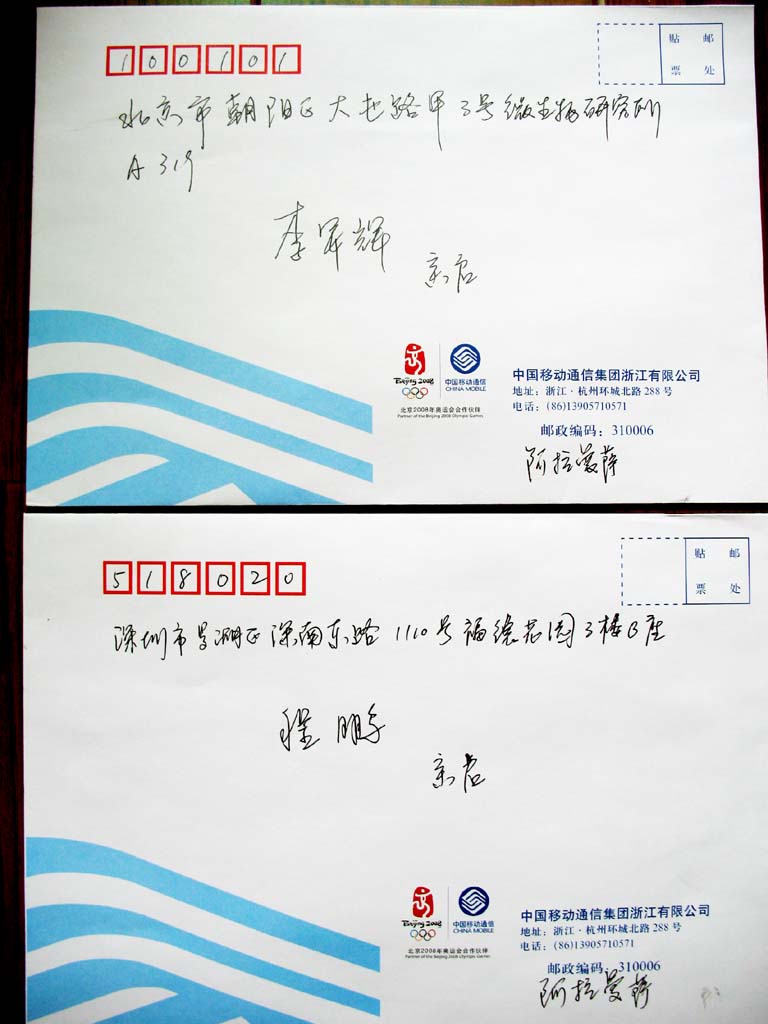 100101
贴 邮
票 处
北京市朝阳区大屯路甲3号微生物研究所
A 319
李军辉
亲启
Beijing 2008
中国移动通信
CHINA MOBILE
北京2008年奥运会合作伙伴
Partner of the Beijing 2008 Olympic Games
中国移动通信集团浙江有限公司
地址：浙江·杭州环城北路288号
电话：(86)13905710571
邮政编码：310006
阿拉蔓莎
518020
贴 邮
票 处
深圳市罗湖区深南东路1110号福德花园3楼B座
程鹏
亲启
Beijing 2008
中国移动通信
CHINA MOBILE
北京2008年奥运会合作伙伴
Partner of the Beijing 2008 Olympic Games
中国移动通信集团浙江有限公司
地址：浙江·杭州环城北路288号
电话：(86)13905710571
邮政编码：310006
阿拉蔓莎